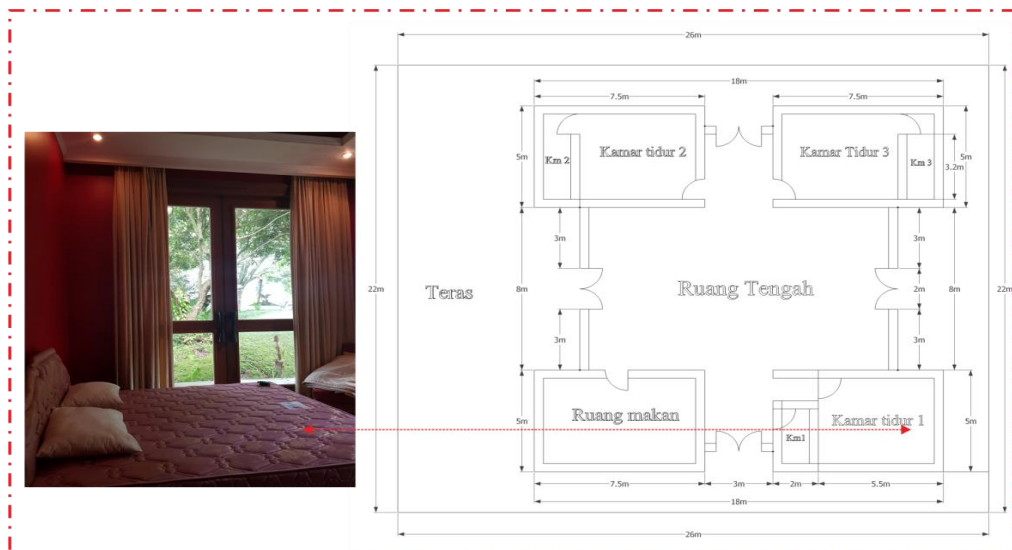 26m
18m
7.5m
7.5m
5m
Km 2
Kamar tidur 2
Kamar Tidur 3
Km 3
5m
3.2m
3m
3m
22m
Teras
8m
Ruang Tengah
2m
8m
22m
3m
3m
5m
Ruang makan
Km1
Kamar tidur 1
5m
7.5m
3m
2m
5.5m
18m
26m